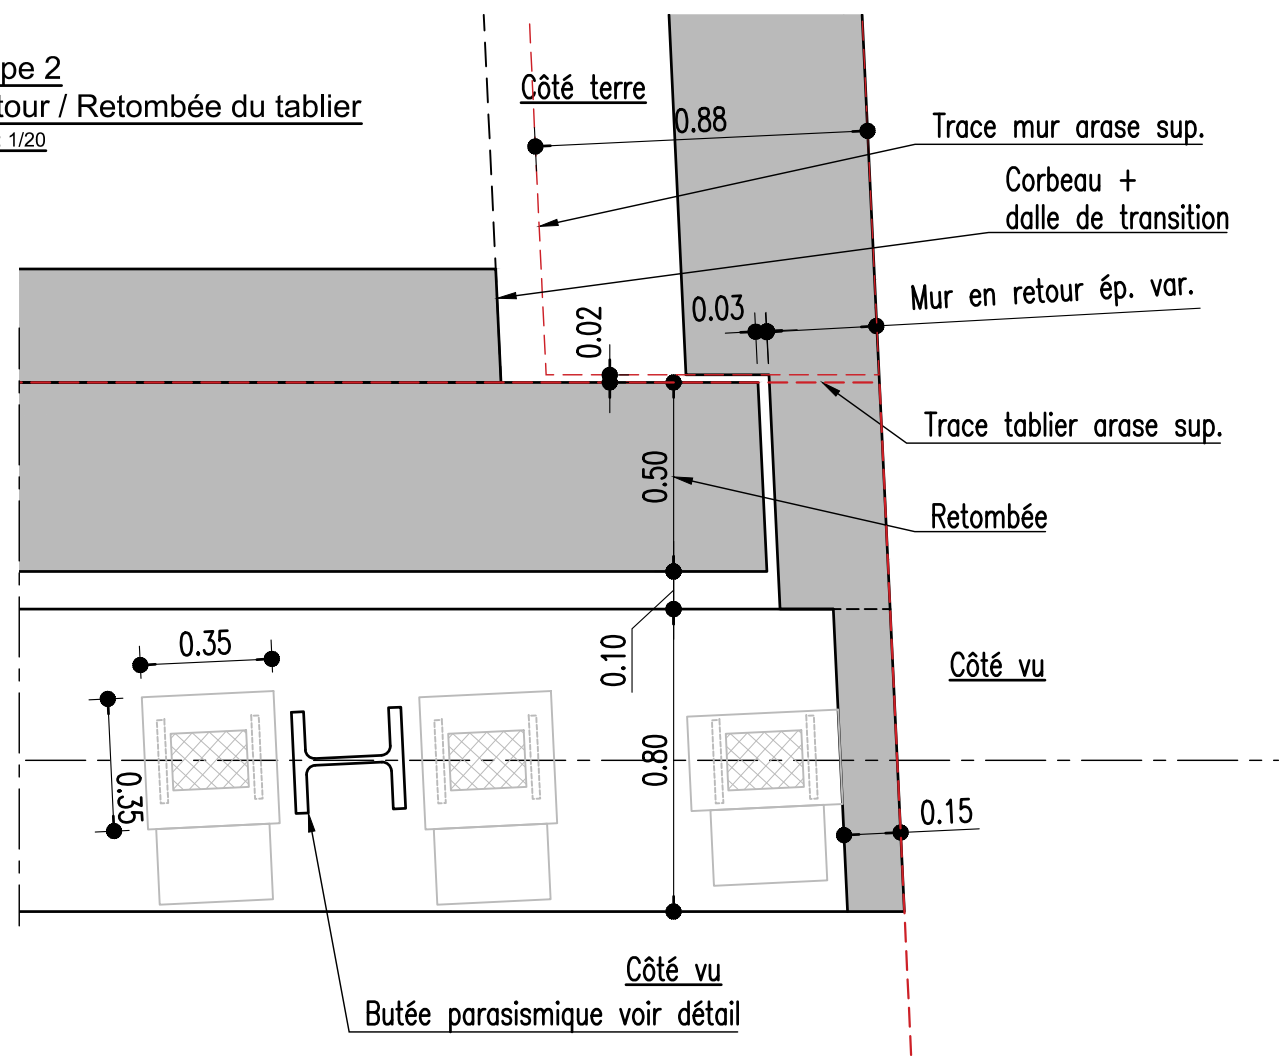 pe 2
tour / Retombée du tablier
1/20
Côté terre
0.88
Trace mur arase sup.
Corbeau +
dalle de transition
Mur en retour ép. var.
0.03
0.02
Trace tablier arase sup.
0.50
Retombée
0.10
0.35
Côté vu
0.35
0.80
0.15
Côté vu
Butée parasismique voir détail